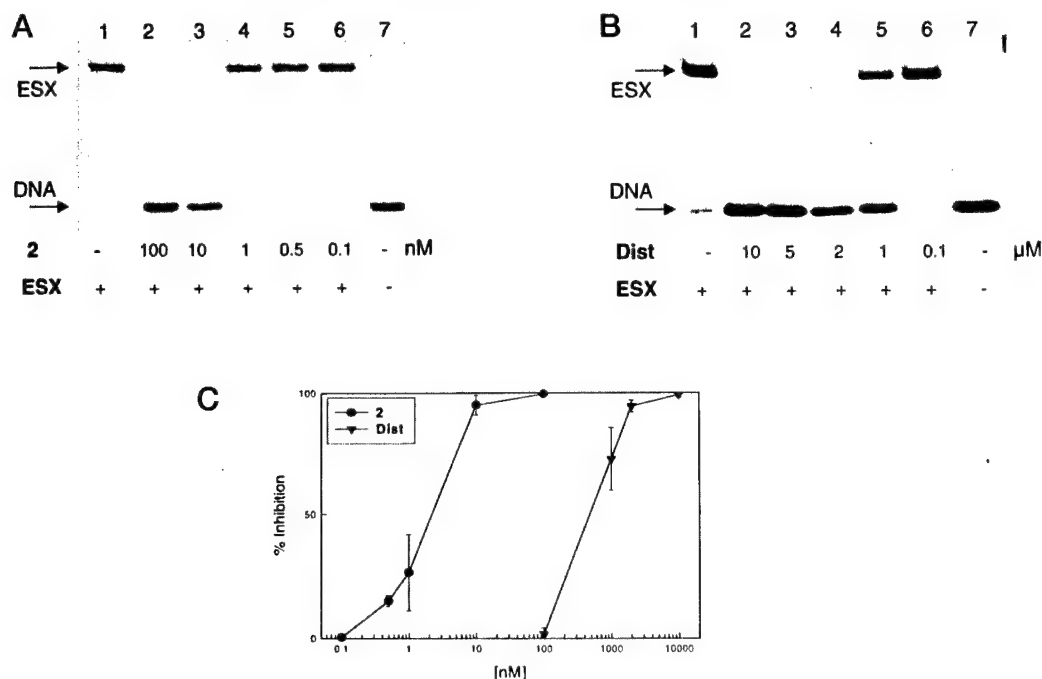 A
1 2 3 4 5 6 7
ESX
DNA
2 - 100 10 1 0.5 0.1 - nM
ESX + + + + + + -
B
1 2 3 4 5 6 7
ESX
DNA
Dist - 10 5 2 1 0.1 - μM
ESX + + + + + + -
C
2
Dist
% Inhibition
100
50
0
0.1 1 10 100 1000 10000
[nM]